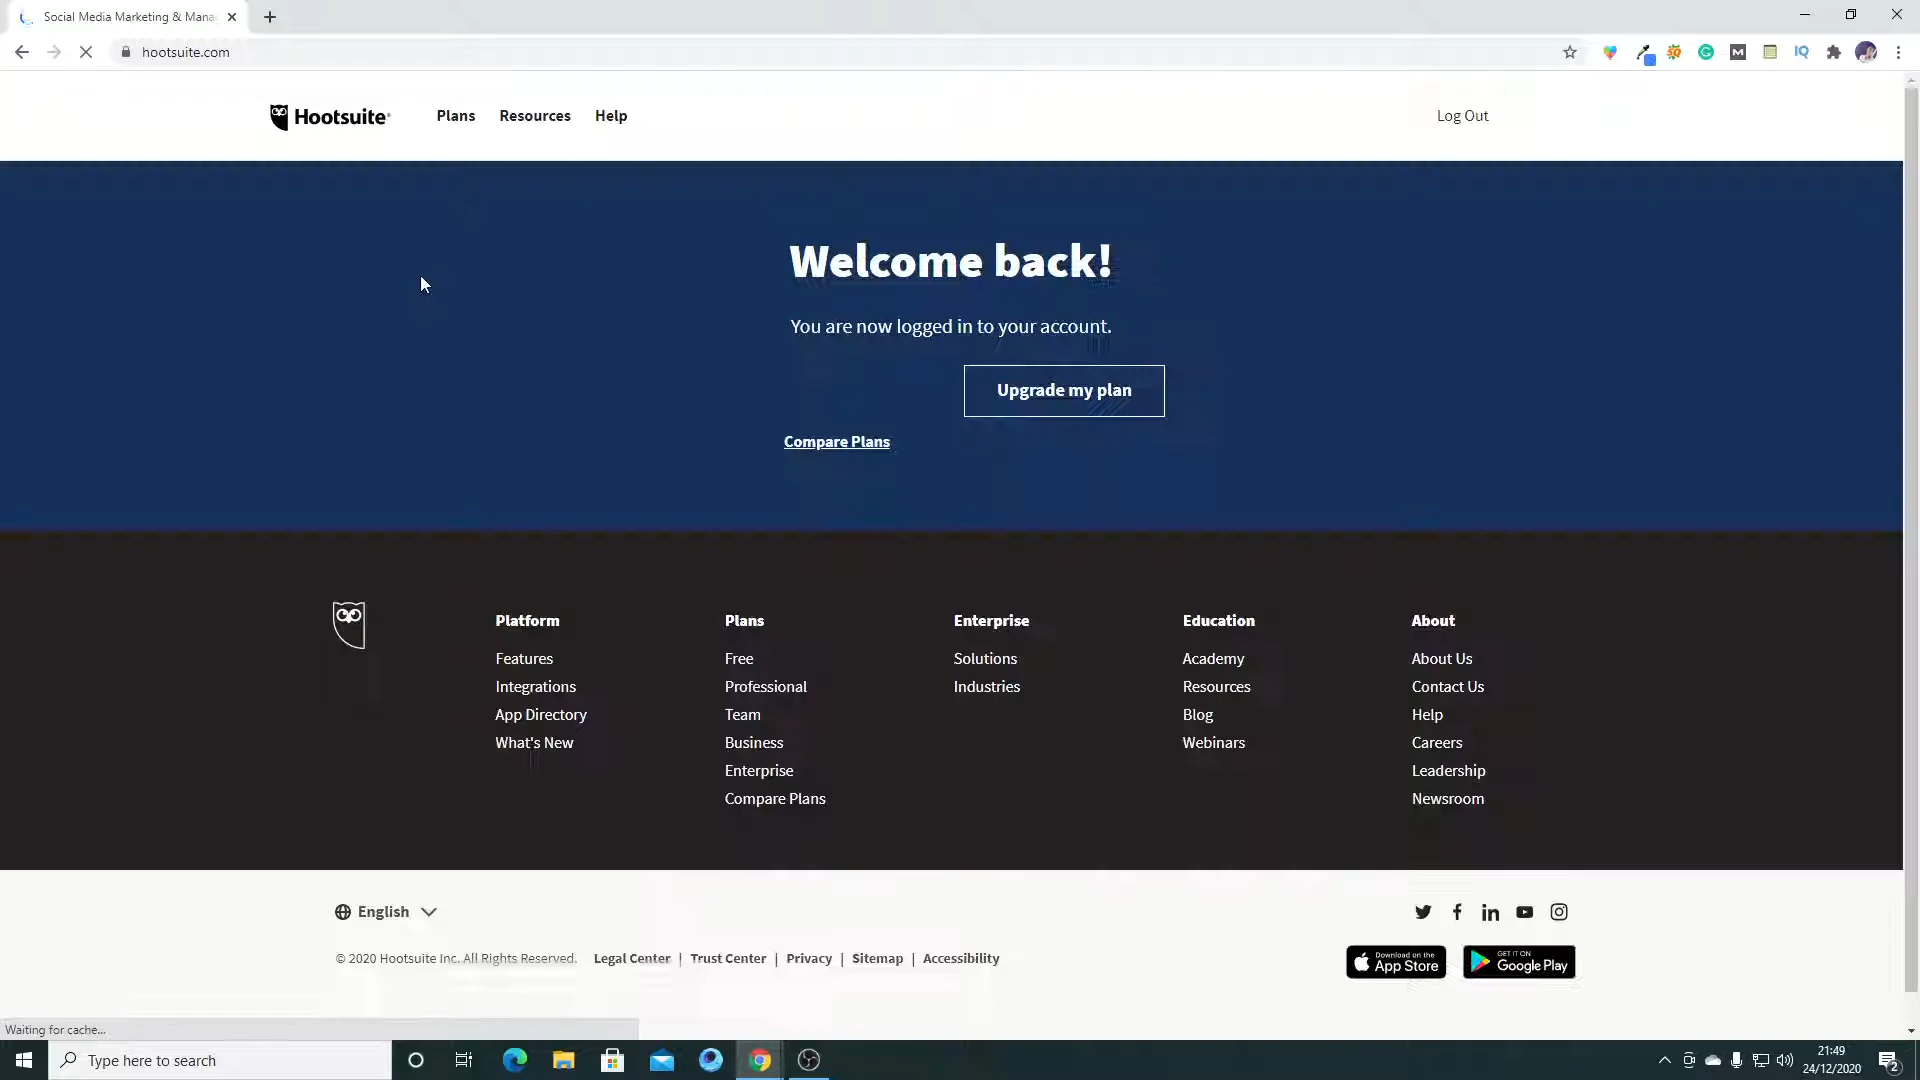 Social Media Marketing & Mana
hootsuite.com
Hootsuite
Plans
Resources
Help
Log Out
Welcome back!
You are now logged in to your account.
Upgrade my plan
Compare Plans
Platform
Features
Integrations
App Directory
What's New
Plans
Free
Professional
Team
Business
Enterprise
Compare Plans
Enterprise
Solutions
Industries
Education
Academy
Resources
Blog
Webinars
About
About Us
Contact Us
Help
Careers
Leadership
Newsroom
English
© 2020 Hootsuite Inc. All Rights Reserved. Legal Center | Trust Center | Privacy | Sitemap | Accessibility
Download on the
App Store
GET IT ON
Google Play
Waiting for cache...
Type here to search
21:49
24/12/2020
2